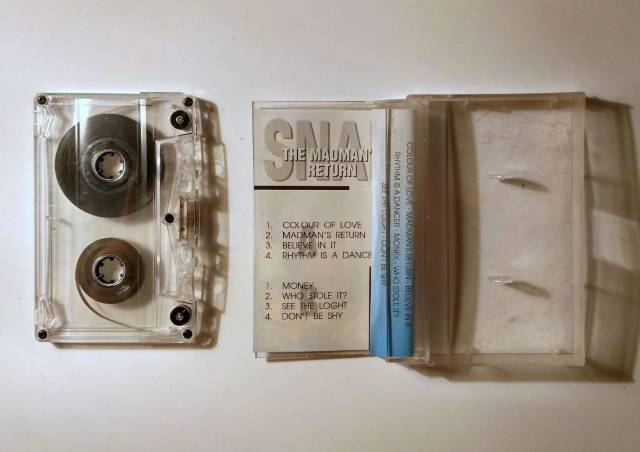 SNA
THE MADMAN'
RETURN
1. COLOUR OF LOVE
2. MADMAN'S RETURN
3. BELIEVE IN IT
4. RHYTHM IS A DANCE
1. MONEY
2. WHO STOLE IT?
3. SEE THE LOGHT
4. DON'T BE SHY
COLOUR OF LOVE · MADMAN'S RETURN · BELIEVE IN IT
RHYTHM IS A DANCER · MONEY · WHO STOLE IT?
SEE THE LOGHT · DON'T BE SHY